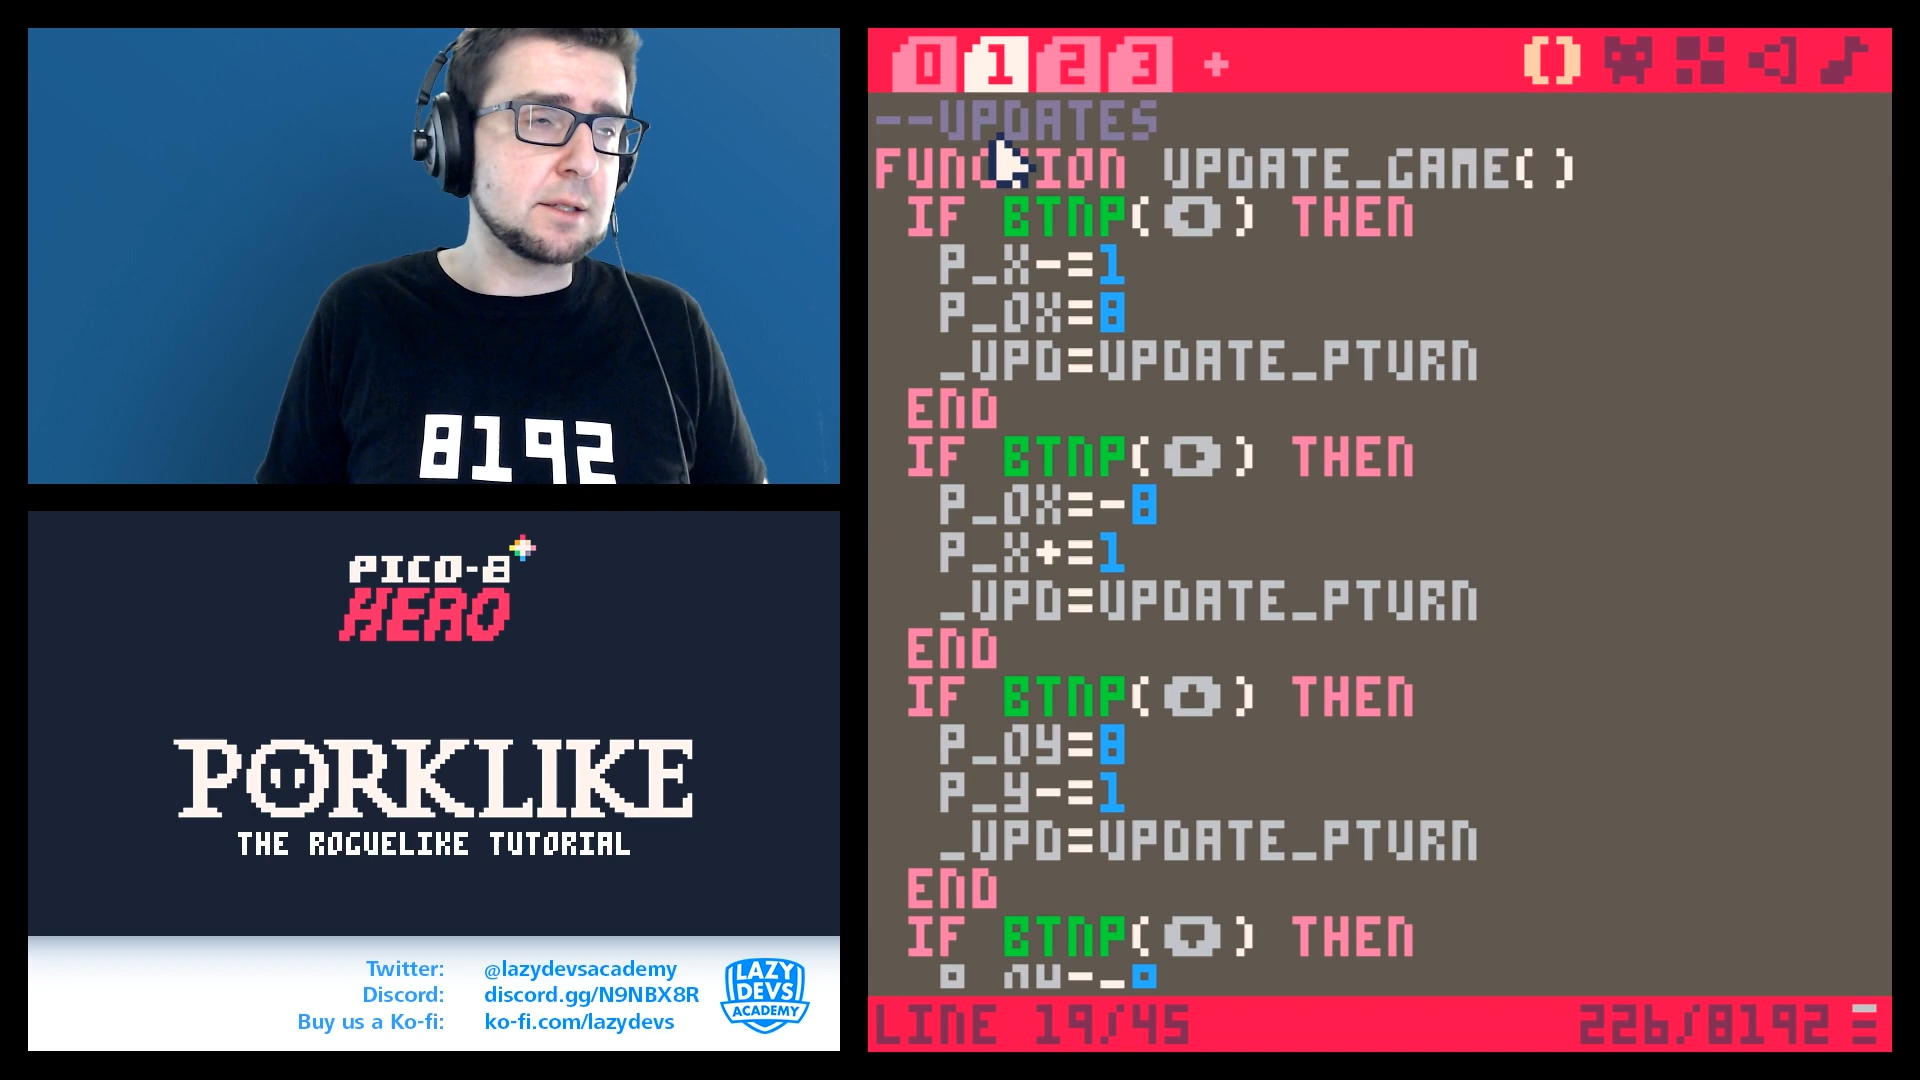 8192
PICO-8
HERO
PORKLIKE
THE ROGUELIKE TUTORIAL
Twitter: @lazydevsacademy
Discord: discord.gg/N9NBX8R
Buy us a Ko-fi: ko-fi.com/lazydevs
LAZY
DEVS
ACADEMY
0 1 2 3 +
--UPDATES
FUNCTION UPDATE_GAME()
IF BTNP(⬅️) THEN
P_X-=1
P_OX=8
_UPD=UPDATE_PTURN
END
IF BTNP(➡️) THEN
P_OX=-8
P_X+=1
_UPD=UPDATE_PTURN
END
IF BTNP(⬆️) THEN
P_OY=8
P_Y-=1
_UPD=UPDATE_PTURN
END
IF BTNP(⬇️) THEN
P_OY=-8
LINE 19/45
226/8192